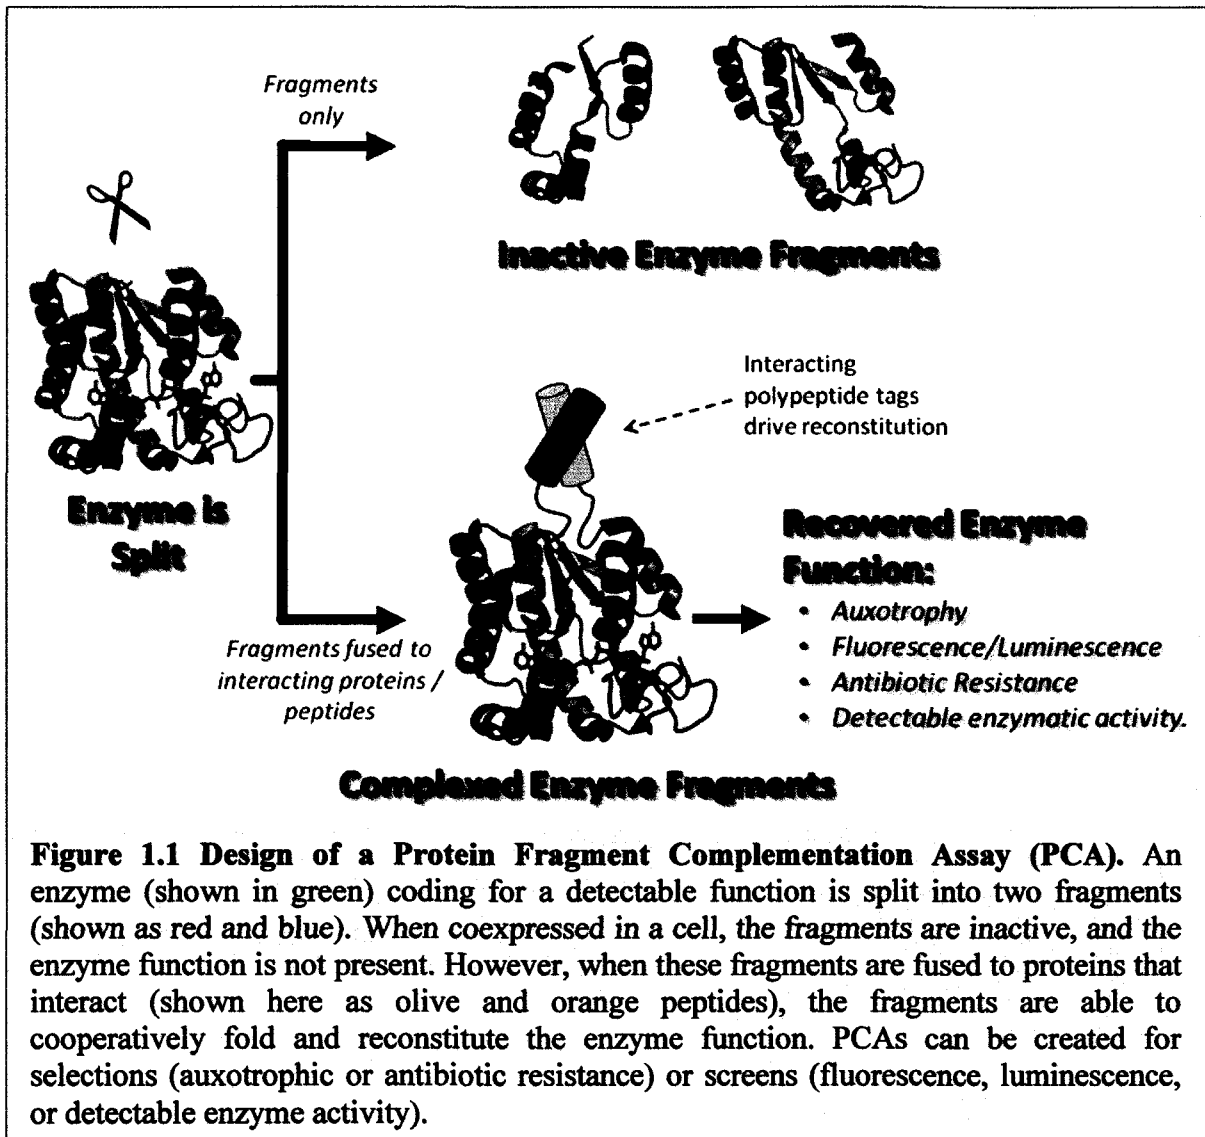 Fragments
only
Inactive Enzyme Fragments
Interacting
polypeptide tags
drive reconstitution
Enzyme is
Split
Recovered Enzyme
Function:
• Auxotrophy
• Fluorescence/Luminescence
• Antibiotic Resistance
• Detectable enzymatic activity.
Fragments fused to
interacting proteins /
peptides
Complexed Enzyme Fragments
Figure 1.1 Design of a Protein Fragment Complementation Assay (PCA). An
enzyme (shown in green) coding for a detectable function is split into two fragments
(shown as red and blue). When coexpressed in a cell, the fragments are inactive, and the
enzyme function is not present. However, when these fragments are fused to proteins that
interact (shown here as olive and orange peptides), the fragments are able to
cooperatively fold and reconstitute the enzyme function. PCAs can be created for
selections (auxotrophic or antibiotic resistance) or screens (fluorescence, luminescence,
or detectable enzyme activity).